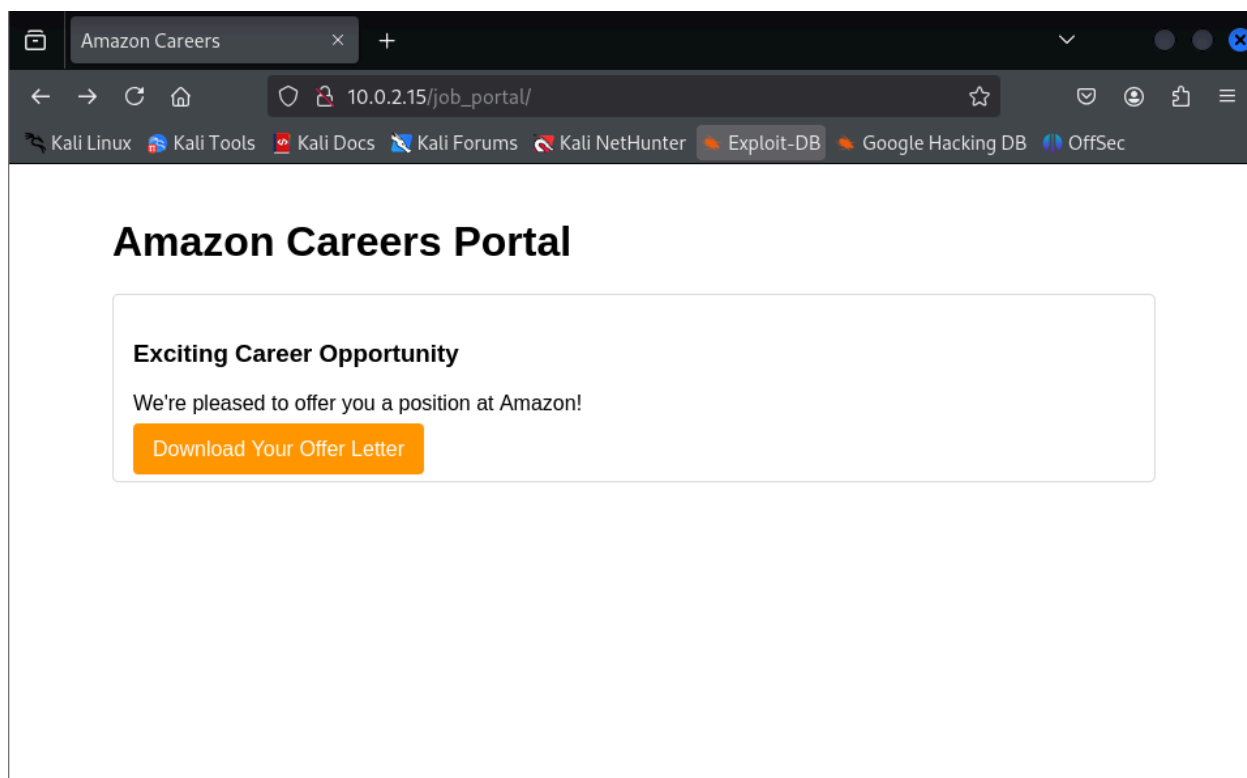 Amazon Careers
10.0.2.15/job_portal/
Kali Linux Kali Tools Kali Docs Kali Forums Kali NetHunter Exploit-DB Google Hacking DB OffSec
Amazon Careers Portal
Exciting Career Opportunity
We're pleased to offer you a position at Amazon!
Download Your Offer Letter